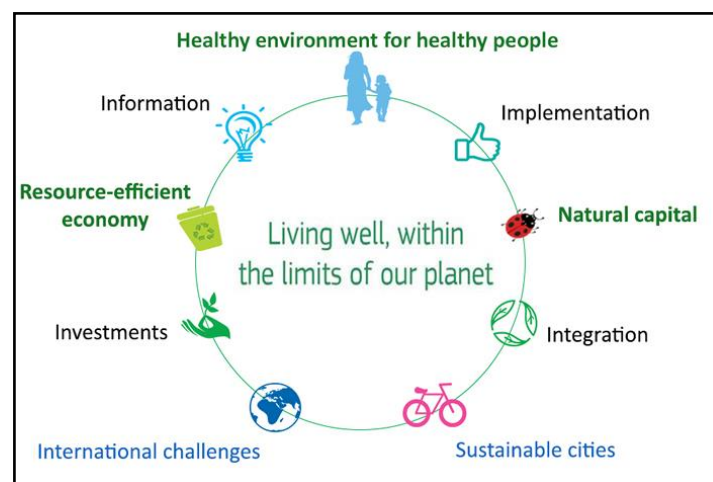 Healthy environment for healthy people
Information
Implementation
Resource-efficient
economy
Natural capital
Living well, within
the limits of our planet
Investments
Integration
International challenges
Sustainable cities